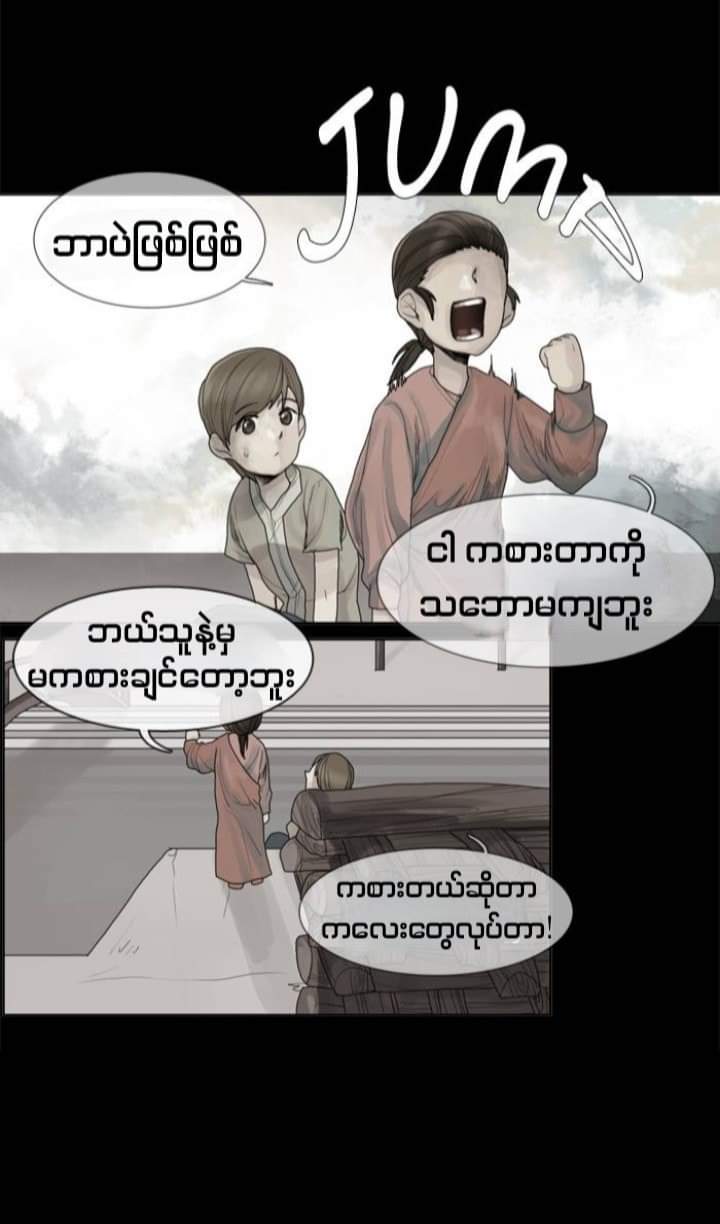 JUMP
ဘာပဲဖြစ်ဖြစ်
ငါ ကစားတာကို
သဘောမကျဘူး
ဘယ်သူနဲ့မှ
မကစားချင်တော့ဘူး
ကစားတယ်ဆိုတာ
ကလေးတွေလုပ်တာ!